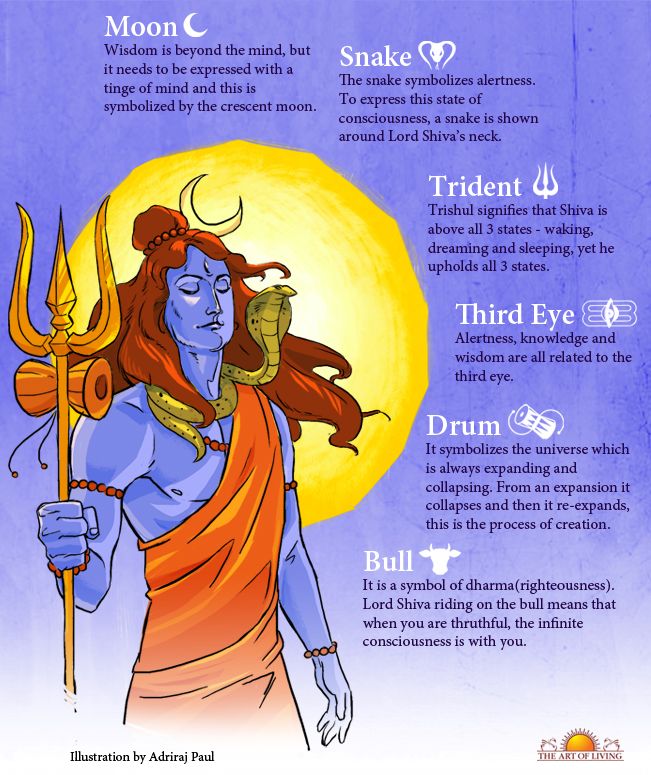 Moon
Wisdom is beyond the mind, but
it needs to be expressed with a
tinge of mind and this is
symbolized by the crescent moon.
Snake
The snake symbolizes alertness.
To express this state of
consciousness, a snake is shown
around Lord Shiva's neck.
Trident
Trishul signifies that Shiva is
above all 3 states - waking,
dreaming and sleeping, yet he
upholds all 3 states.
Third Eye
Alertness, knowledge and
wisdom are all related to the
third eye.
Drum
It symbolizes the universe which
is always expanding and
collapsing. From an expansion it
collapses and then it re-expands,
this is the process of creation.
Bull
It is a symbol of dharma(righteousness).
Lord Shiva riding on the bull means that
when you are thruthful, the infinite
consciousness is with you.
Illustration by Adriraj Paul
THE ART OF LIVING